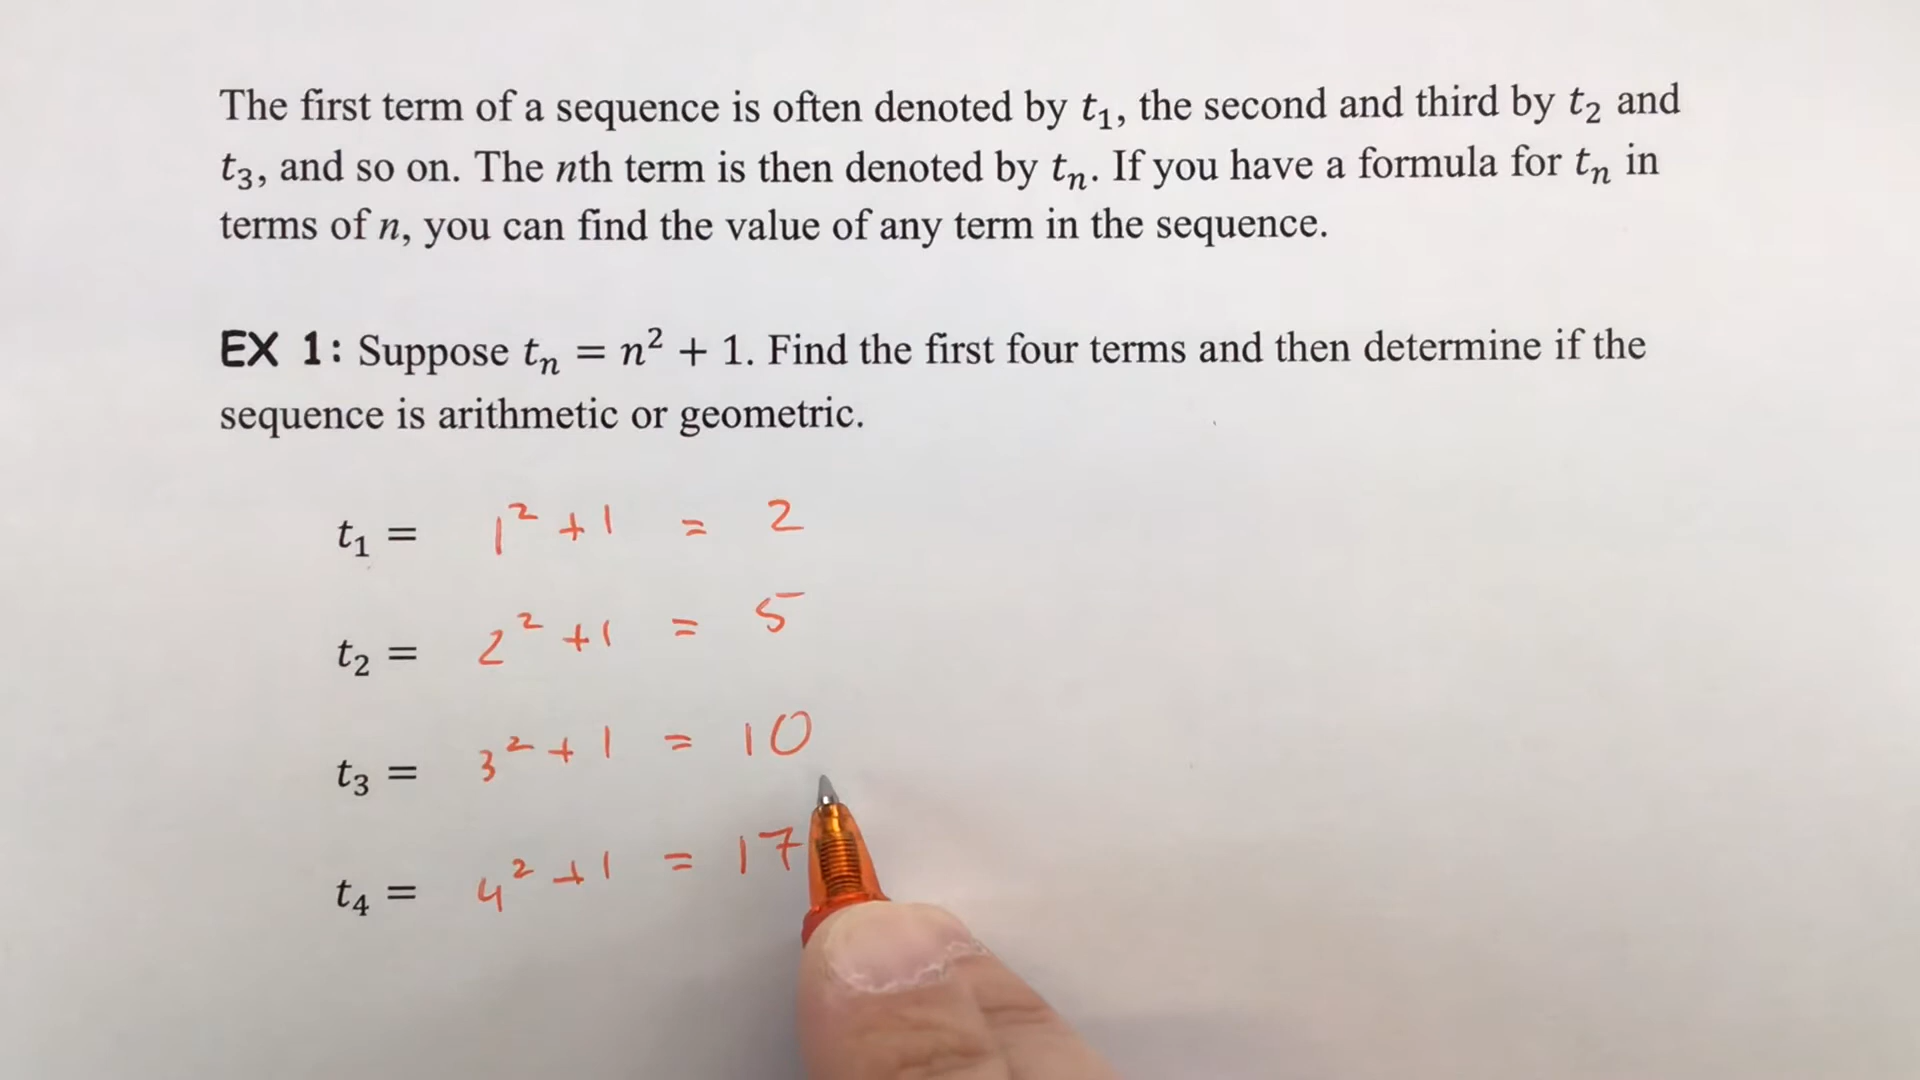 The first term of a sequence is often denoted by t₁, the second and third by t₂ and
t₃, and so on. The nth term is then denoted by tₙ. If you have a formula for tₙ in
terms of n, you can find the value of any term in the sequence.
EX 1: Suppose tₙ = n² + 1. Find the first four terms and then determine if the
sequence is arithmetic or geometric.
t₁ = 1² + 1 = 2
t₂ = 2² + 1 = 5
t₃ = 3² + 1 = 10
t₄ = 4² + 1 = 17